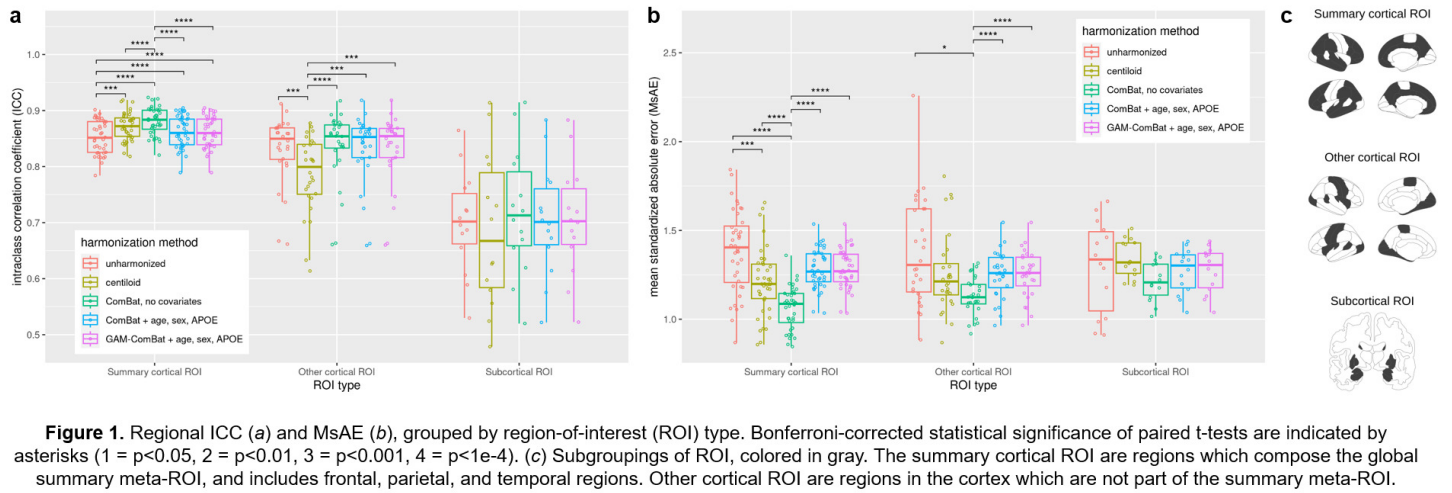 a
intraclass correlation coefficient (ICC)
1.0
0.9
0.8
0.7
0.6
0.5
****
****
****
****
****
****
****
***
***
***
****
***
harmonization method
unharmonized
centiloid
ComBat, no covariates
ComBat + age, sex, APOE
GAM-ComBat + age, sex, APOE
Summary cortical ROI
Other cortical ROI
Subcortical ROI
ROI type
b
mean standardized absolute error (MsAE)
2.5
2.0
1.5
1.0
****
****
****
****
***
****
****
*
harmonization method
unharmonized
centiloid
ComBat, no covariates
ComBat + age, sex, APOE
GAM-ComBat + age, sex, APOE
Summary cortical ROI
Other cortical ROI
Subcortical ROI
ROI type
c
Summary cortical ROI
Other cortical ROI
Subcortical ROI
Figure 1. Regional ICC (a) and MsAE (b), grouped by region-of-interest (ROI) type. Bonferroni-corrected statistical significance of paired t-tests are indicated by
asterisks (1 = p<0.05, 2 = p<0.01, 3 = p<0.001, 4 = p<1e-4). (c) Subgroupings of ROI, colored in gray. The summary cortical ROI are regions which compose the global
summary meta-ROI, and includes frontal, parietal, and temporal regions. Other cortical ROI are regions in the cortex which are not part of the summary meta-ROI.